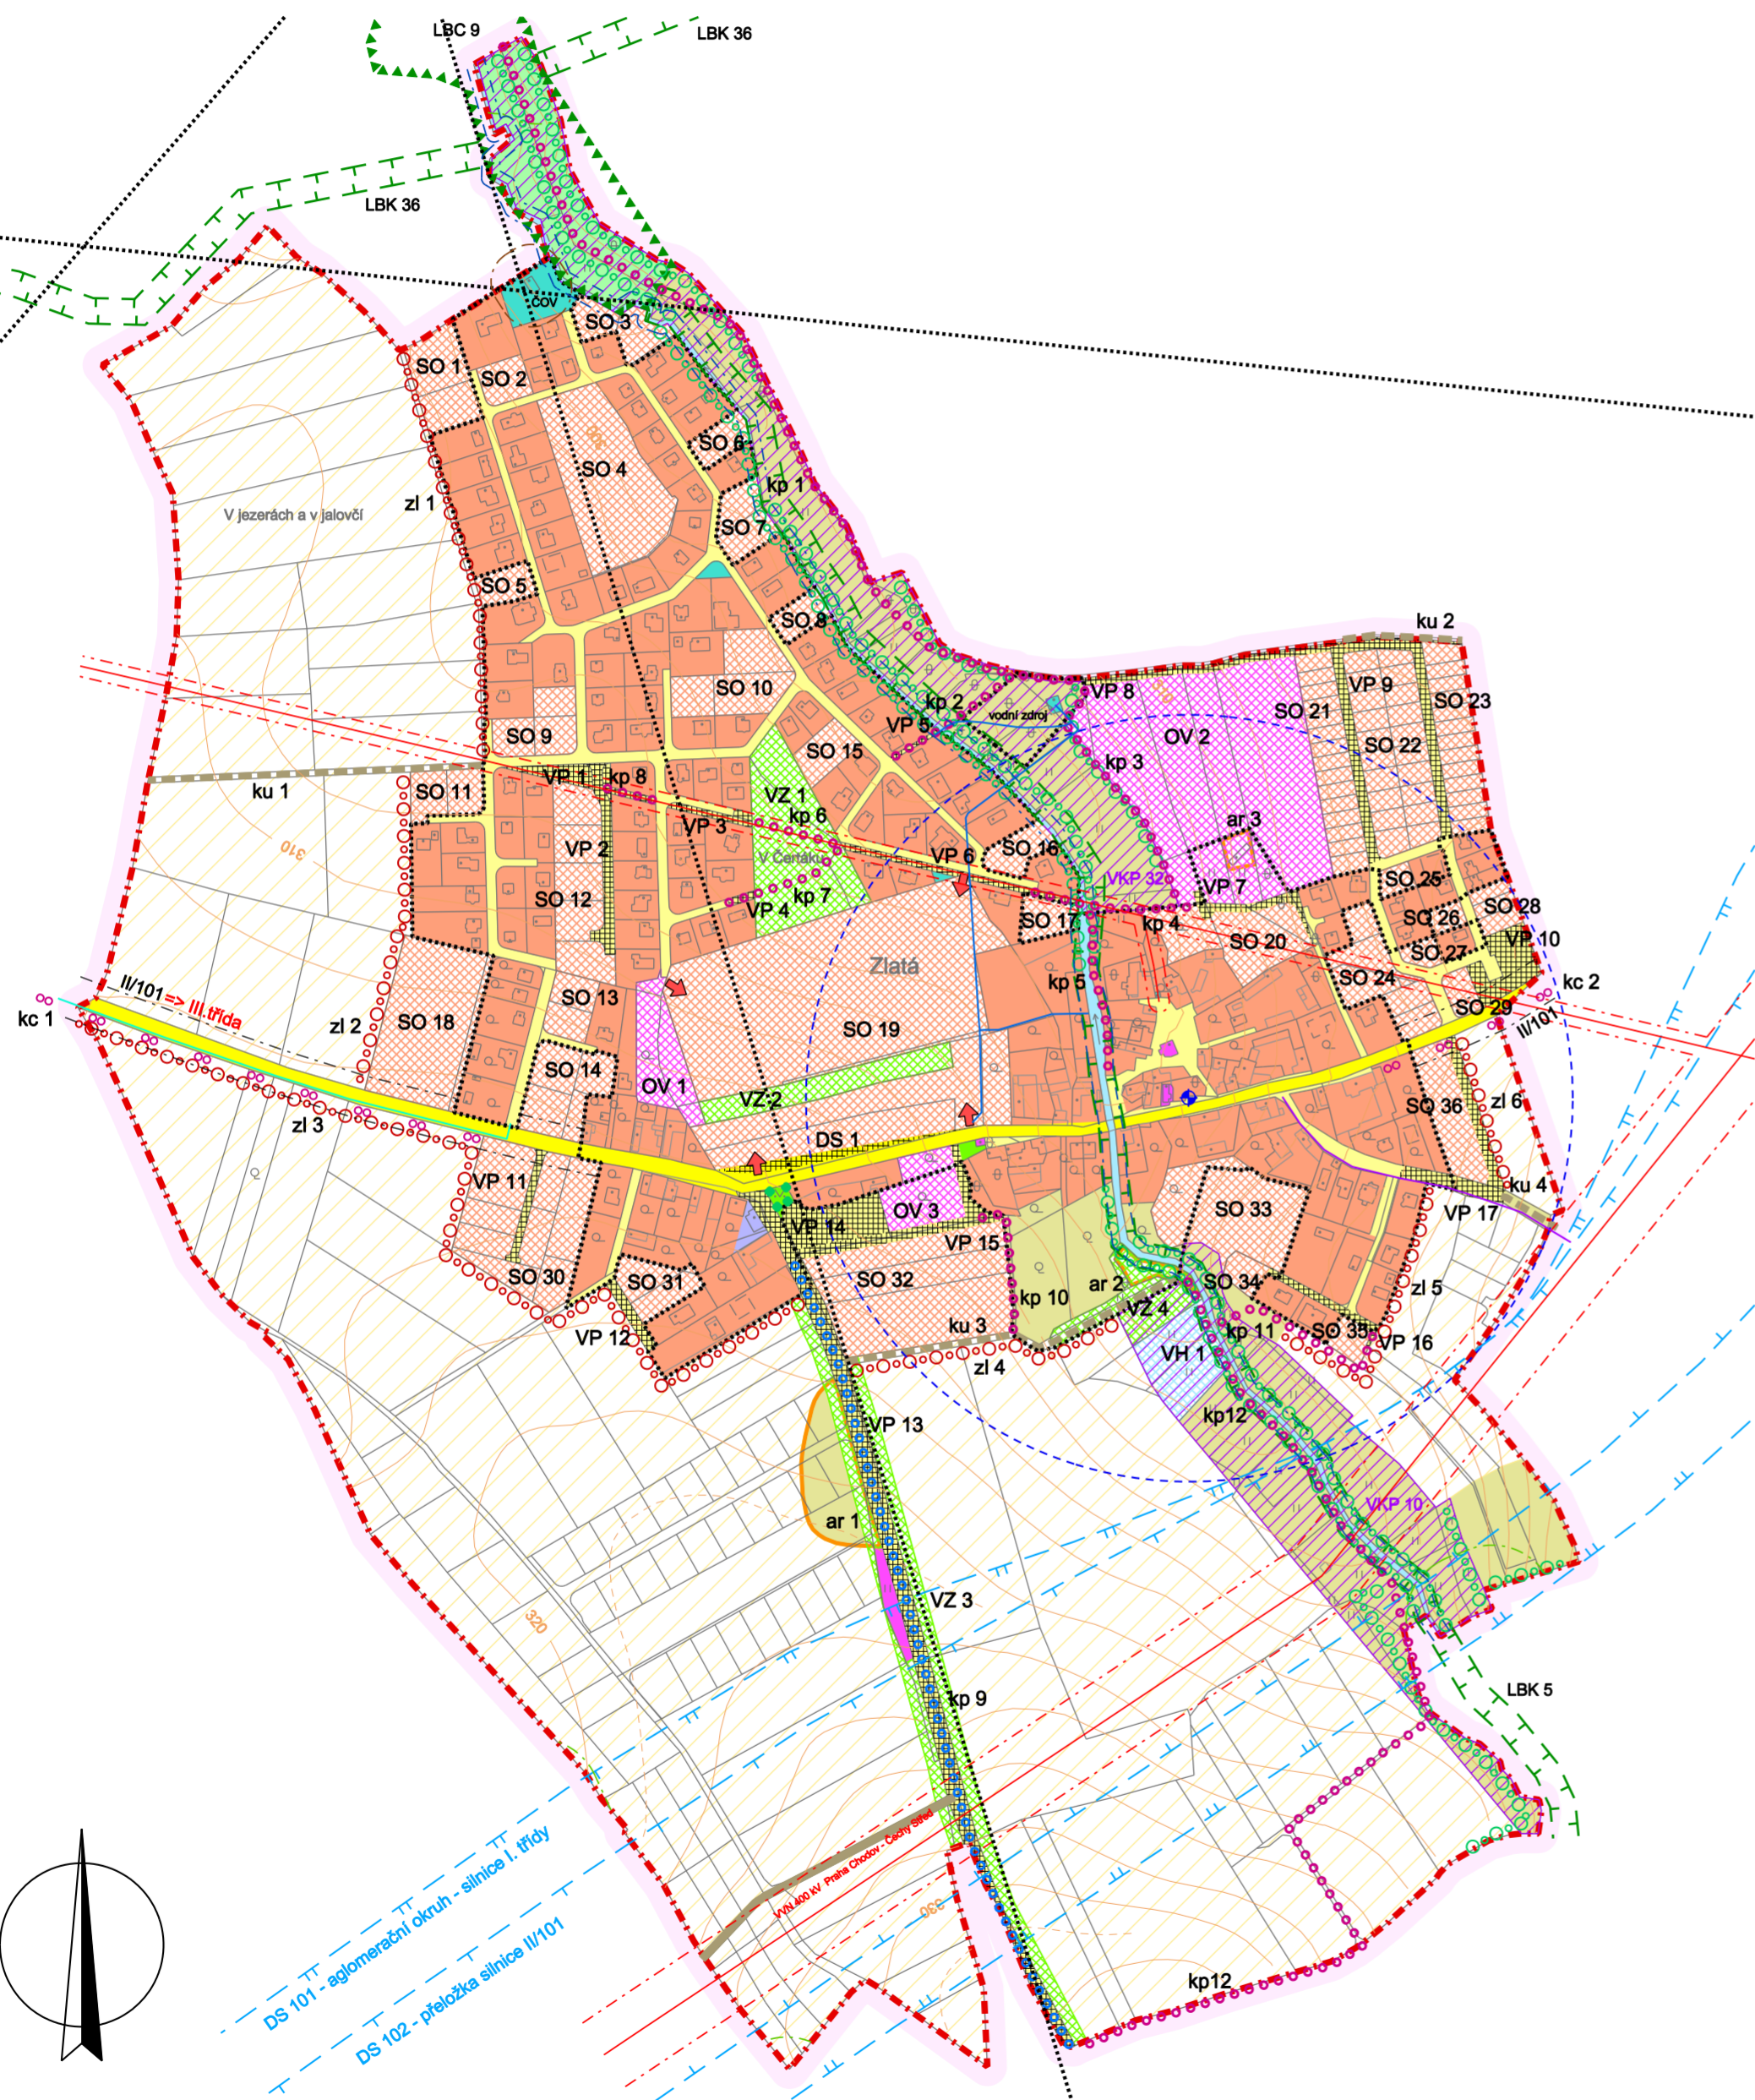 LBC 9
LBK 36
LBK 36
ČOV
SO 3
SO 1
SO 2
SO 6
SO 4
kp 1
zl 1
V jezerách a v jalovčí
SO 7
SO 5
SO 8
ku 2
SO 10
VP 8
VP 9
SO 23
kp 2
vodní zdroj
SO 21
VP 5
OV 2
SO 22
SO 9
SO 15
kp 3
VP 1
kp 8
ku 1
SO 11
VZ 1
kp 6
VP 3
ar 3
310
VP 2
V Čertáku
VP 6
SO 16
VKP 32
VP 7
SO 25
SO 12
VP 4
kp 7
SO 17
kp 4
SO 26
SO 28
SO 20
VP 10
SO 27
Zlatá
kp 5
SO 24
kc 2
II/101 => III.třída
SO 13
SO 29
kc 1
zl 2
SO 18
SO 19
II/101
SO 14
OV 1
VZ 2
SO 36
zl 6
zl 3
DS 1
VP 11
ku 4
OV 3
SO 33
VP 17
VP 14
VP 15
SO 30
SO 31
SO 32
ar 2
SO 34
zl 5
kp 10
VZ 4
ku 3
kp 11
SO 35
VP 12
VP 16
VH 1
zl 4
kp12
VP 13
VKP 10
ar 1
VZ 3
320
LBK 5
kp 9
VVN 400 kV Praha Chodov - Čechy Střed
330
DS 101 - aglomerační okruh - silnice I. třídy
DS 102 - přeložka silnice II/101
kp12